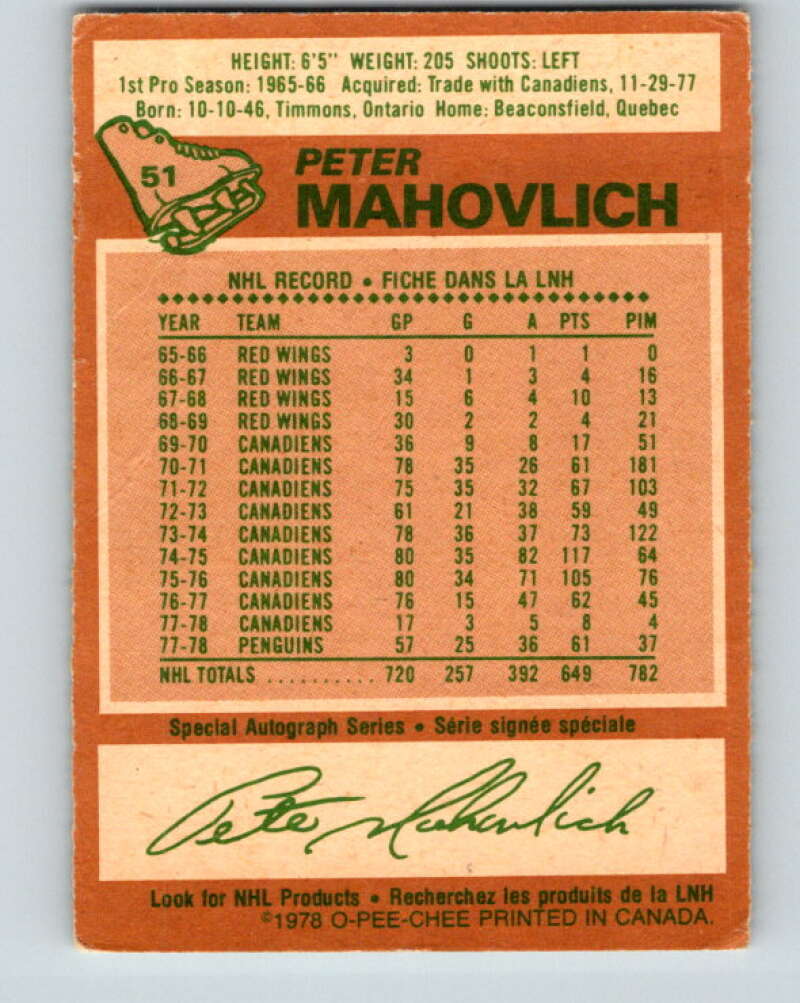 HEIGHT: 6'5" WEIGHT: 205 SHOOTS: LEFT
1st Pro Season: 1965-66 Acquired: Trade with Canadiens, 11-29-77
Born: 10-10-46, Timmons, Ontario Home: Beaconsfield, Quebec
51
PETER
MAHOVLICH
NHL RECORD • FICHE DANS LA LNH
YEAR TEAM GP G A PTS PIM
65-66 RED WINGS 3 0 1 1 0
66-67 RED WINGS 34 1 3 4 16
67-68 RED WINGS 15 6 4 10 13
68-69 RED WINGS 30 2 2 4 21
69-70 CANADIENS 36 9 8 17 51
70-71 CANADIENS 78 35 26 61 181
71-72 CANADIENS 75 35 32 67 103
72-73 CANADIENS 61 21 38 59 49
73-74 CANADIENS 78 36 37 73 122
74-75 CANADIENS 80 35 82 117 64
75-76 CANADIENS 80 34 71 105 76
76-77 CANADIENS 76 15 47 62 45
77-78 CANADIENS 17 3 5 8 4
77-78 PENGUINS 57 25 36 61 37
NHL TOTALS .......... 720 257 392 649 782
Special Autograph Series • Série signée spéciale
Pete Mahovlich
Look for NHL Products • Recherchez les produits de la LNH
©1978 O-PEE-CHEE PRINTED IN CANADA.